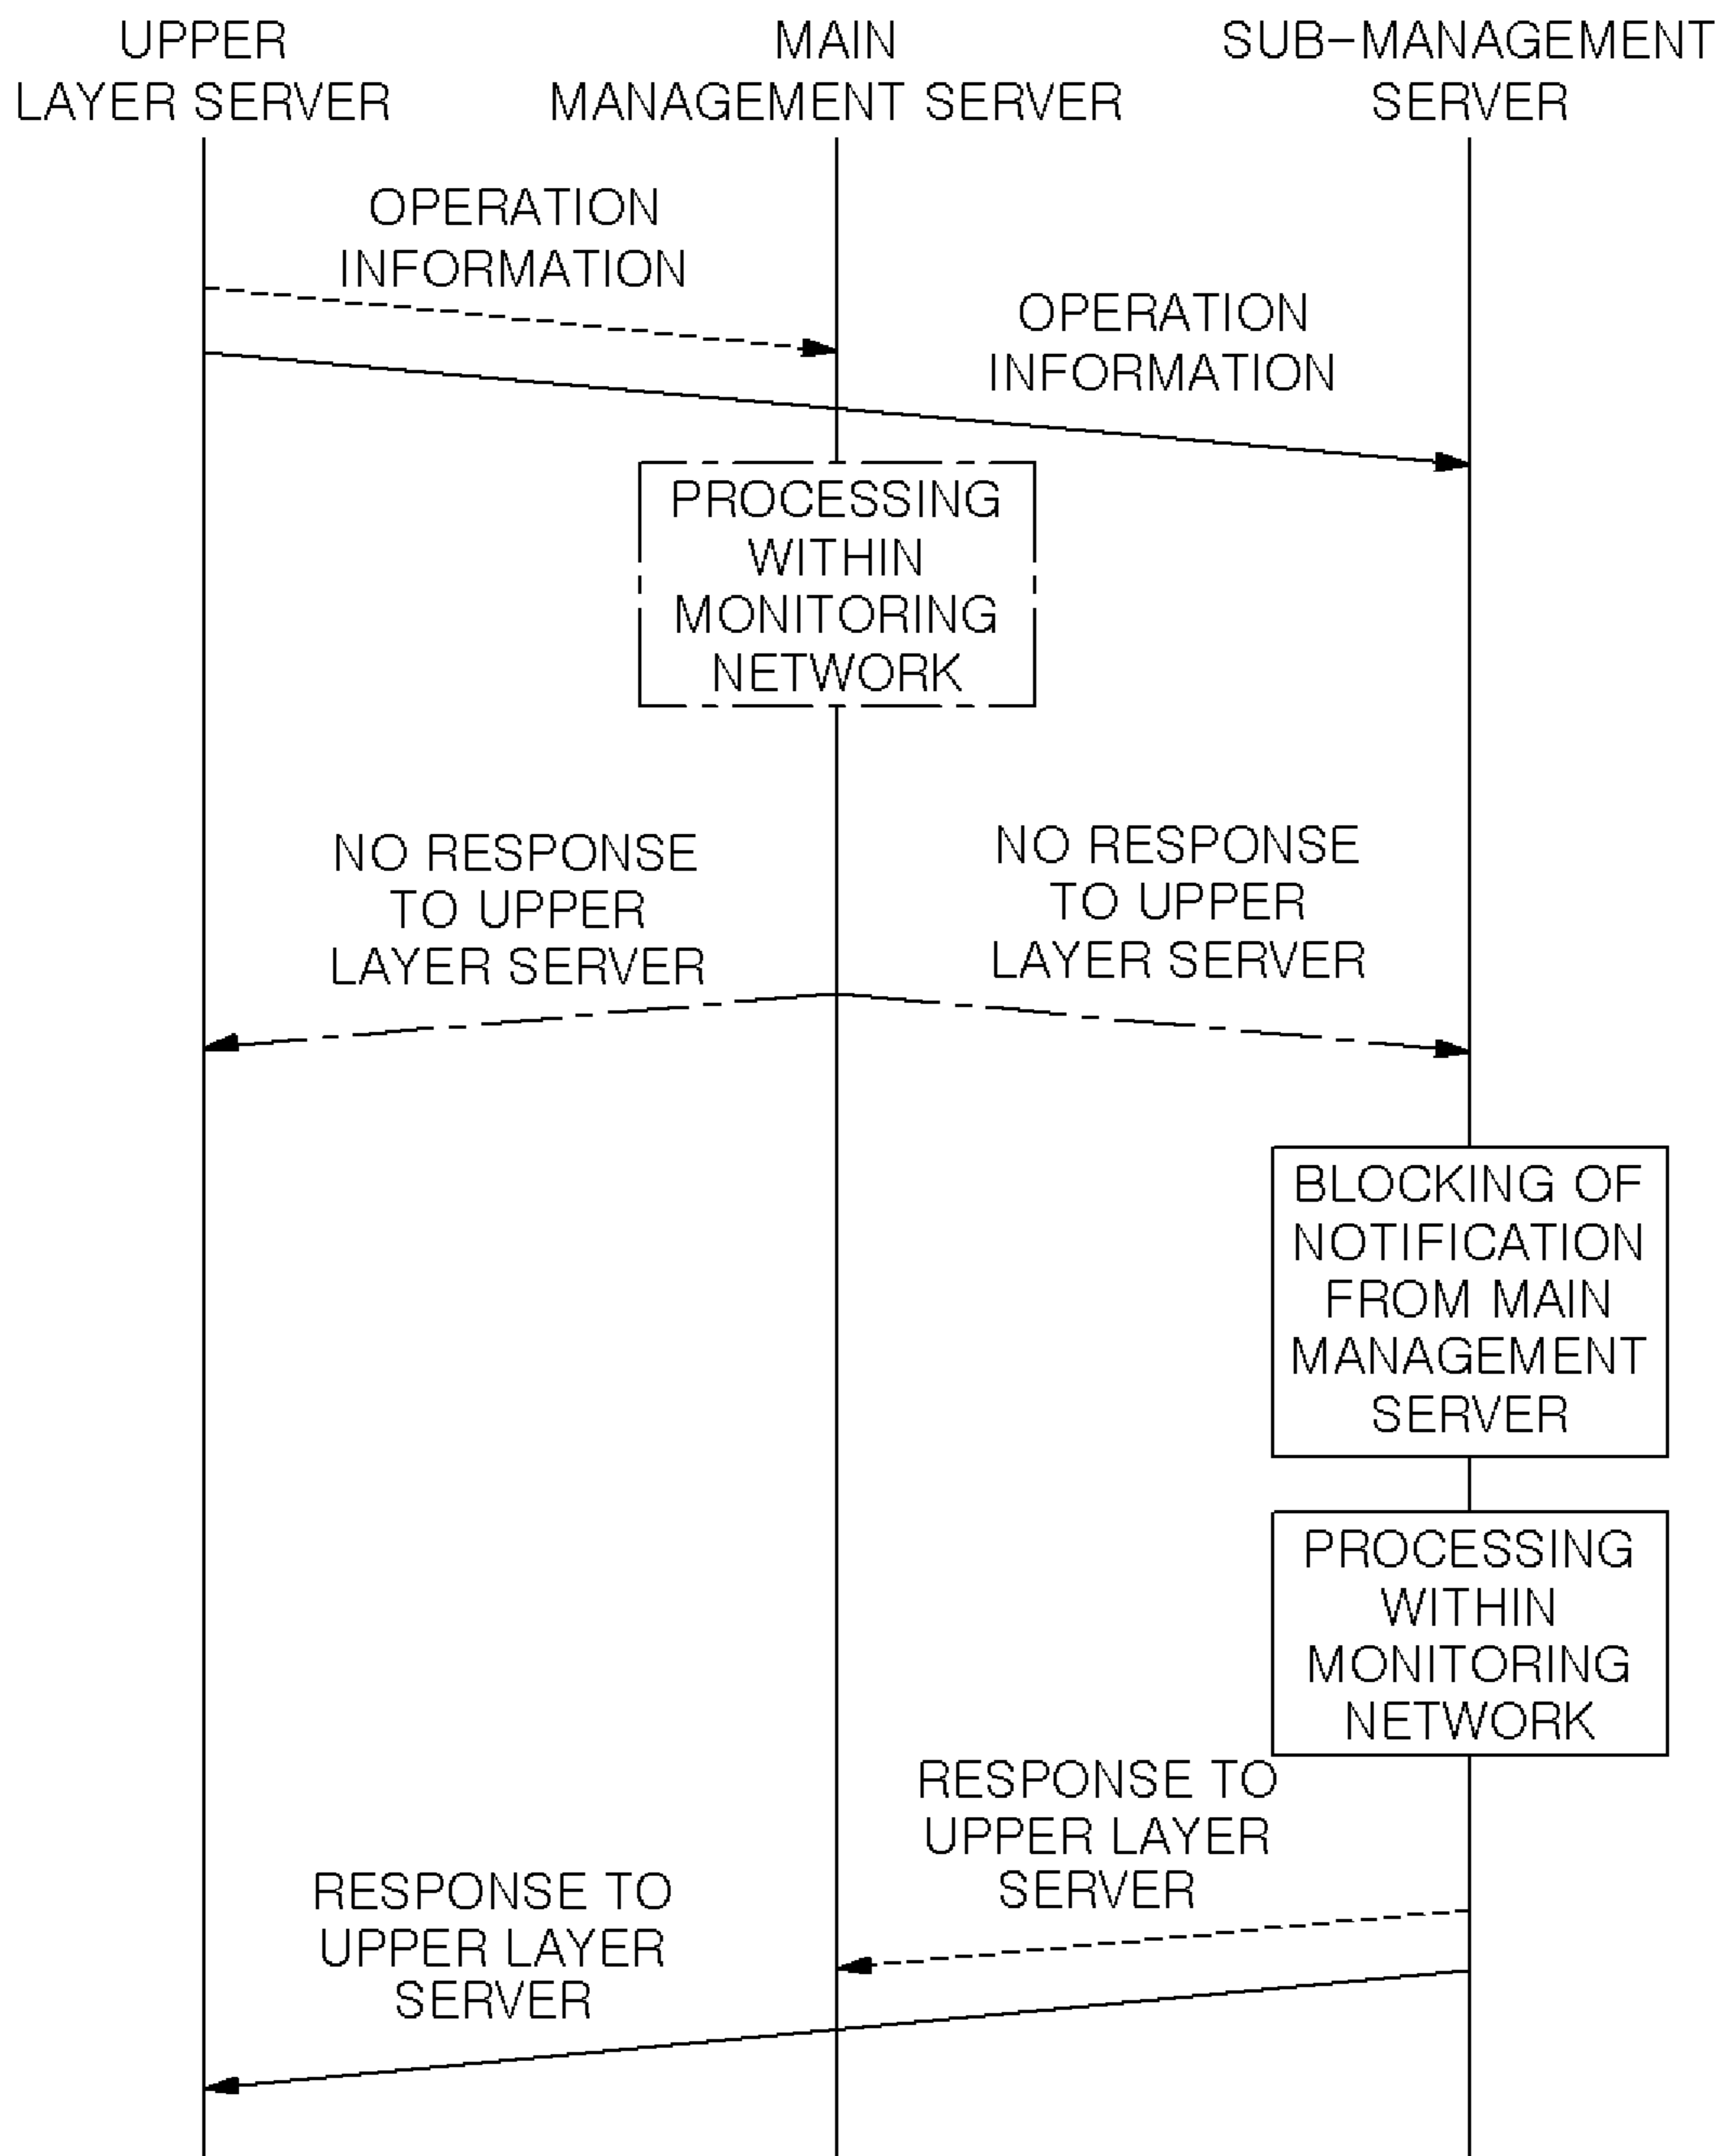 UPPER
LAYER SERVER
MAIN
MANAGEMENT SERVER
SUB-MANAGEMENT
SERVER
OPERATION
INFORMATION
OPERATION
INFORMATION
PROCESSING
WITHIN
MONITORING
NETWORK
NO RESPONSE
TO UPPER
LAYER SERVER
NO RESPONSE
TO UPPER
LAYER SERVER
BLOCKING OF
NOTIFICATION
FROM MAIN
MANAGEMENT
SERVER
PROCESSING
WITHIN
MONITORING
NETWORK
RESPONSE TO
UPPER LAYER
SERVER
RESPONSE TO
UPPER LAYER
SERVER